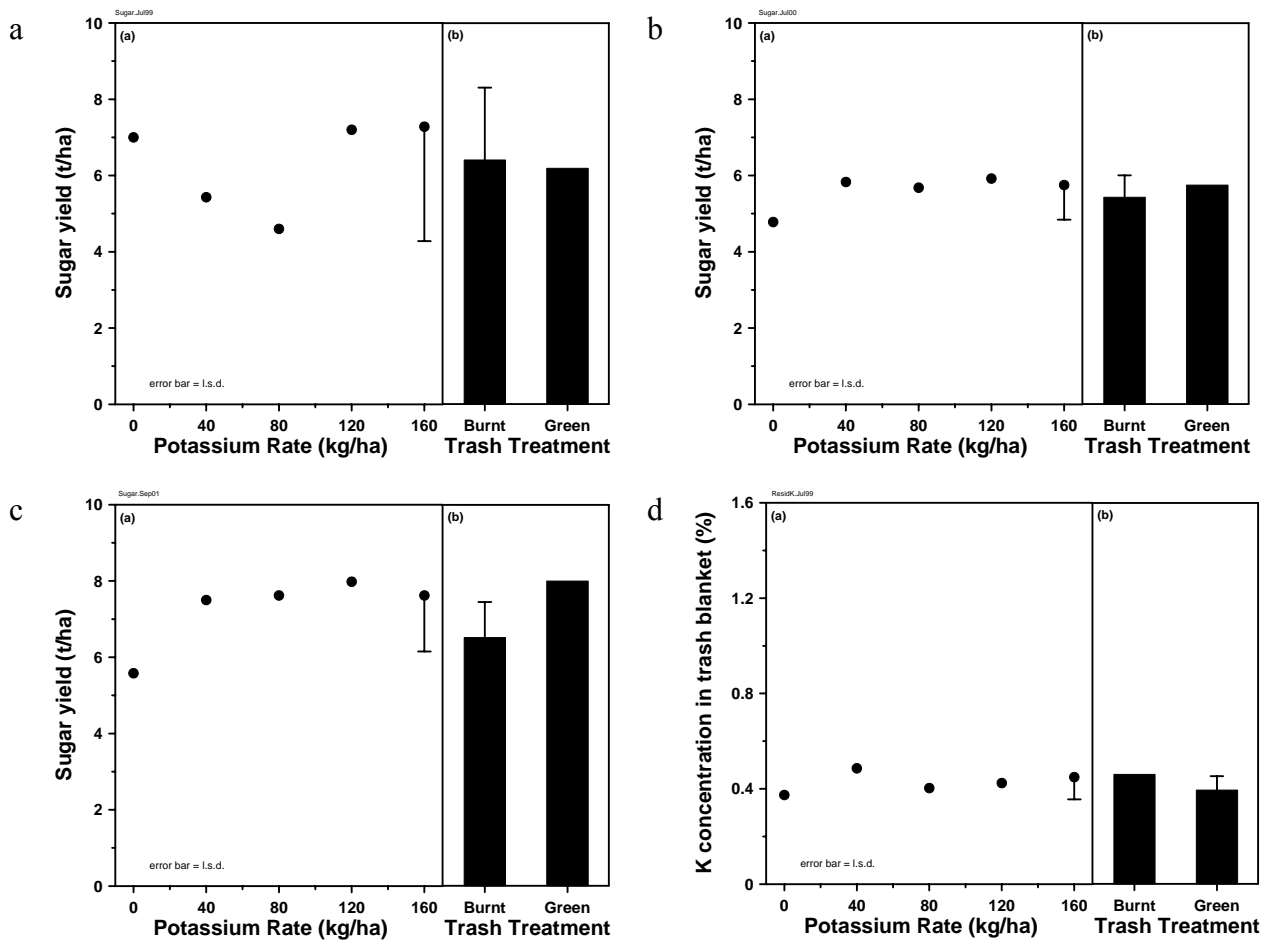 a
Sugar.Jul99
(a)
(b)
Sugar yield (t/ha)
10
8
6
4
2
0
error bar = l.s.d.
0 40 80 120 160 Burnt Green
Potassium Rate (kg/ha) Trash Treatment
b
Sugar.Jul00
(a)
(b)
Sugar yield (t/ha)
10
8
6
4
2
0
error bar = l.s.d.
0 40 80 120 160 Burnt Green
Potassium Rate (kg/ha) Trash Treatment
c
Sugar.Sep01
(a)
(b)
Sugar yield (t/ha)
10
8
6
4
2
0
error bar = l.s.d.
0 40 80 120 160 Burnt Green
Potassium Rate (kg/ha) Trash Treatment
d
ResidK.Jul99
(a)
(b)
K concentration in trash blanket (%)
1.6
1.2
0.8
0.4
0
error bar = l.s.d.
0 40 80 120 160 Burnt Green
Potassium Rate (kg/ha) Trash Treatment